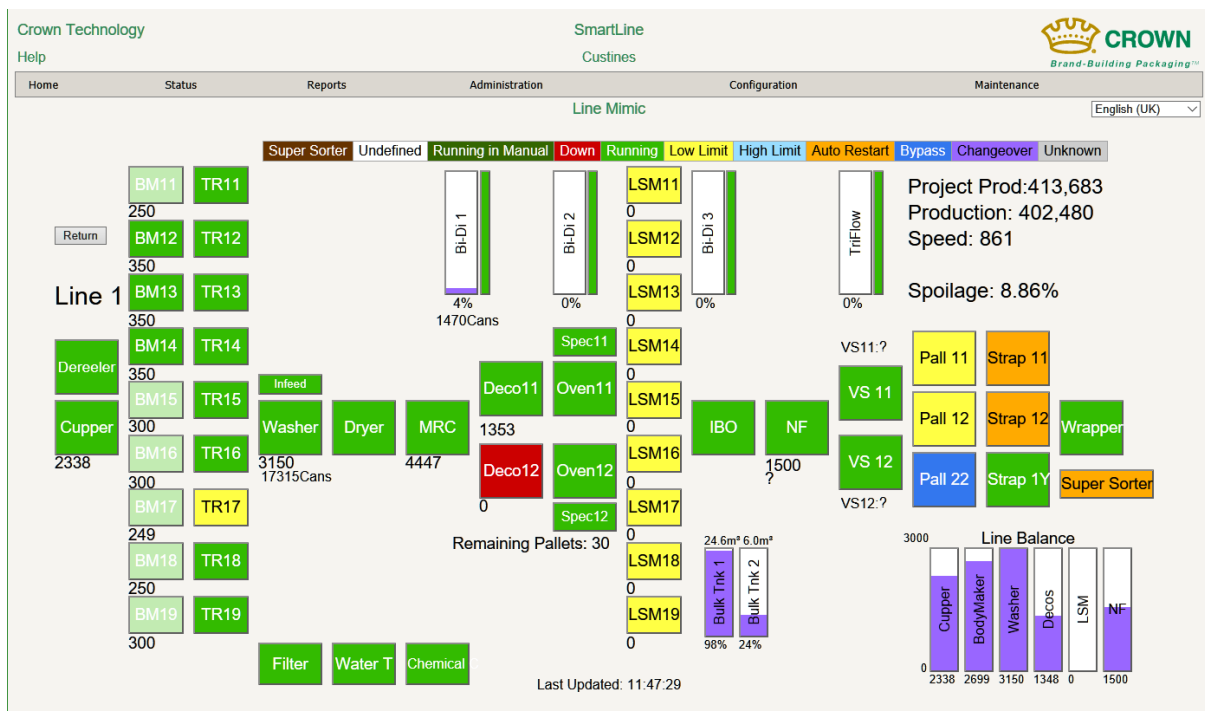 Crown Technology
SmartLine
CROWN
Help
Custines
Brand-Building Packaging™
Home Status Reports Administration Configuration Maintenance
Line Mimic
English (UK)
Super Sorter Undefined Running in Manual Down Running Low Limit High Limit Auto Restart Bypass Changeover Unknown
Return
Line 1
Dereeler
Cupper
2338
BM11 TR11
250
BM12 TR12
350
BM13 TR13
350
BM14 TR14
350
BM15 TR15
300
BM16 TR16
300
BM17 TR17
249
BM18 TR18
250
BM19 TR19
300
Infeed
Washer
3150
17315Cans
Dryer
MRC
4447
Filter
Water T
Chemical
Bi-Di 1
4%
1470Cans
Bi-Di 2
0%
Spec11
Deco11
Oven11
1353
Deco12
Oven12
0
Spec12
Remaining Pallets: 30
LSM11
0
LSM12
0
LSM13
0
LSM14
0
LSM15
0
LSM16
0
LSM17
0
LSM18
0
LSM19
0
Bi-Di 3
0%
TriFlow
0%
IBO
NF
1500
?
VS11:?
VS 11
VS 12
VS12:?
Project Prod:413,683
Production: 402,480
Speed: 861
Spoilage: 8.86%
Pall 11 Strap 11
Pall 12 Strap 12
Pall 22 Strap 1Y
Wrapper
Super Sorter
24.6m³ 6.0m³
Bulk Tnk 1
Bulk Tnk 2
98% 24%
Line Balance
3000
0
Cupper
BodyMaker
Washer
Decos
LSM
NF
2338 2699 3150 1348 0 1500
Last Updated: 11:47:29